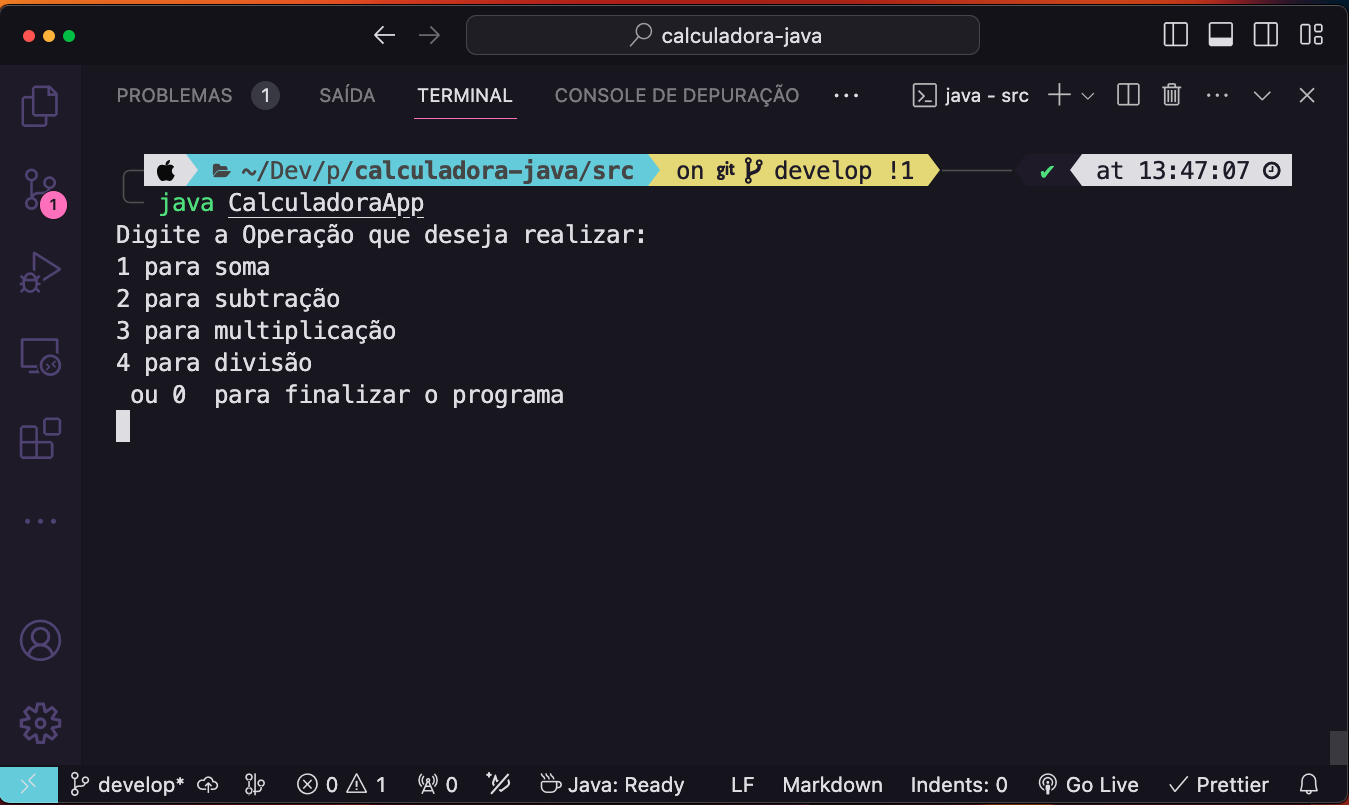 calculadora-java
PROBLEMAS 1 SAÍDA TERMINAL CONSOLE DE DEPURAÇÃO ... java - src
~/Dev/p/calculadora-java/src on git develop !1 ✔ at 13:47:07
java CalculadoraApp
Digite a Operação que deseja realizar:
1 para soma
2 para subtração
3 para multiplicação
4 para divisão
ou 0  para finalizar o programa
1
develop* 0 1 0 Java: Ready LF Markdown Indents: 0 Go Live Prettier